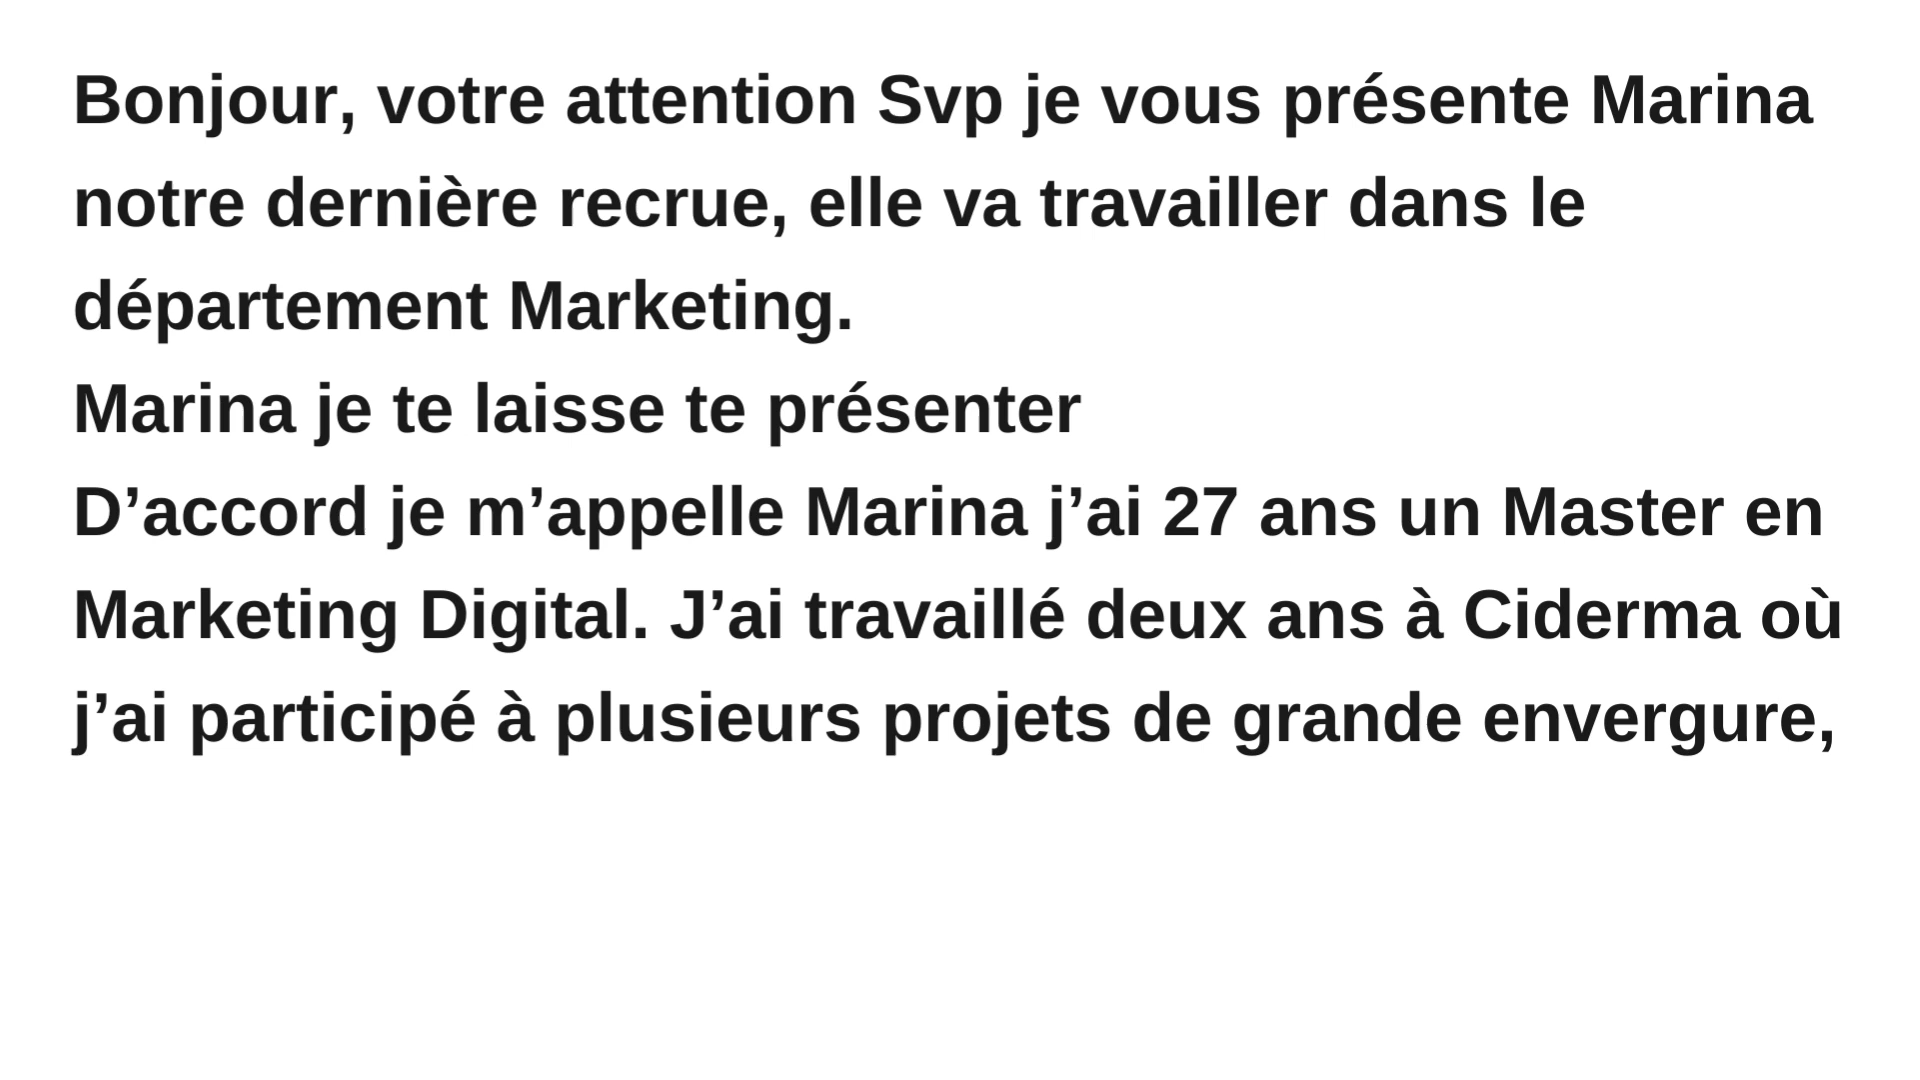 Bonjour, votre attention Svp je vous présente Marina
notre dernière recrue, elle va travailler dans le
département Marketing.
Marina je te laisse te présenter
D’accord je m’appelle Marina j’ai 27 ans un Master en
Marketing Digital. J’ai travaillé deux ans à Ciderma où
j’ai participé à plusieurs projets de grande envergure,